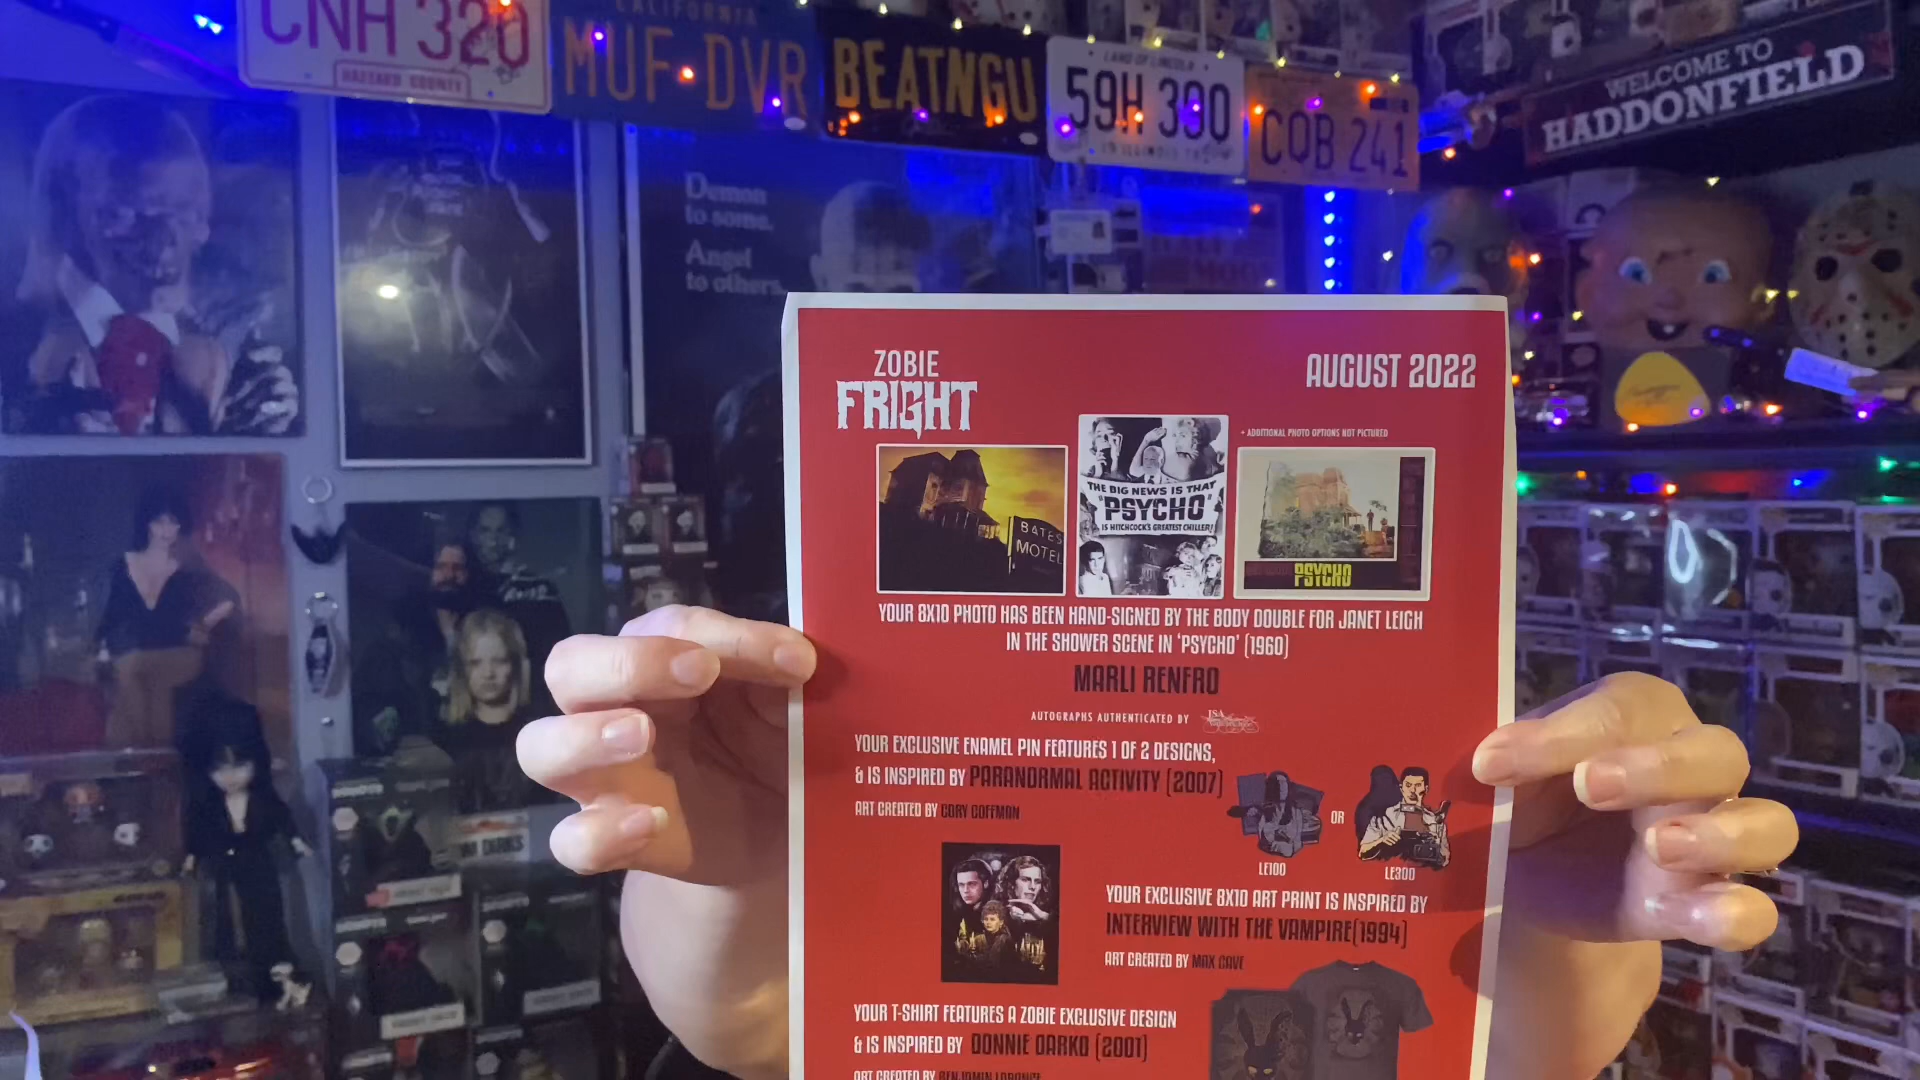 CNH 320
HAZZARD COUNTY
CALIFORNIA
MUF-DVR
BEATNGU
LAND OF LINCOLN
59H 390
COB 241
WELCOME TO
HADDONFIELD
Demon
to some.
Angel
to others.
ZOBIE
FRIGHT
AUGUST 2022
+ ADDITIONAL PHOTO OPTIONS NOT PICTURED
BATES
MOTEL
THE BIG NEWS IS THAT
"PSYCHO"
IS HITCHCOCK'S GREATEST CHILLER!
PSYCHO
YOUR 8X10 PHOTO HAS BEEN HAND-SIGNED BY THE BODY DOUBLE FOR JANET LEIGH
IN THE SHOWER SCENE IN 'PSYCHO' (1960)
MARLI RENFRO
AUTOGRAPHS AUTHENTICATED BY JSA
YOUR EXCLUSIVE ENAMEL PIN FEATURES 1 OF 2 DESIGNS,
& IS INSPIRED BY PARANORMAL ACTIVITY (2007)
ART CREATED BY CORY COFFMAN
OR
LE100
LE300
YOUR EXCLUSIVE 8X10 ART PRINT IS INSPIRED BY
INTERVIEW WITH THE VAMPIRE(1994)
ART CREATED BY MAX CAVE
YOUR T-SHIRT FEATURES A ZOBIE EXCLUSIVE DESIGN
& IS INSPIRED BY DONNIE DARKO (2001)
ART CREATED BY BENJAMIN